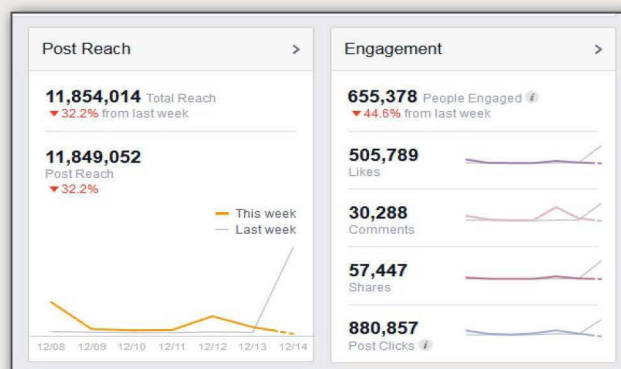 Post Reach >
11,854,014 Total Reach
▼32.2% from last week
11,849,052
Post Reach
▼32.2%
This week
Last week
12/08 12/09 12/10 12/11 12/12 12/13 12/14
Engagement >
655,378 People Engaged i
▼44.6% from last week
505,789
Likes
30,288
Comments
57,447
Shares
880,857
Post Clicks i